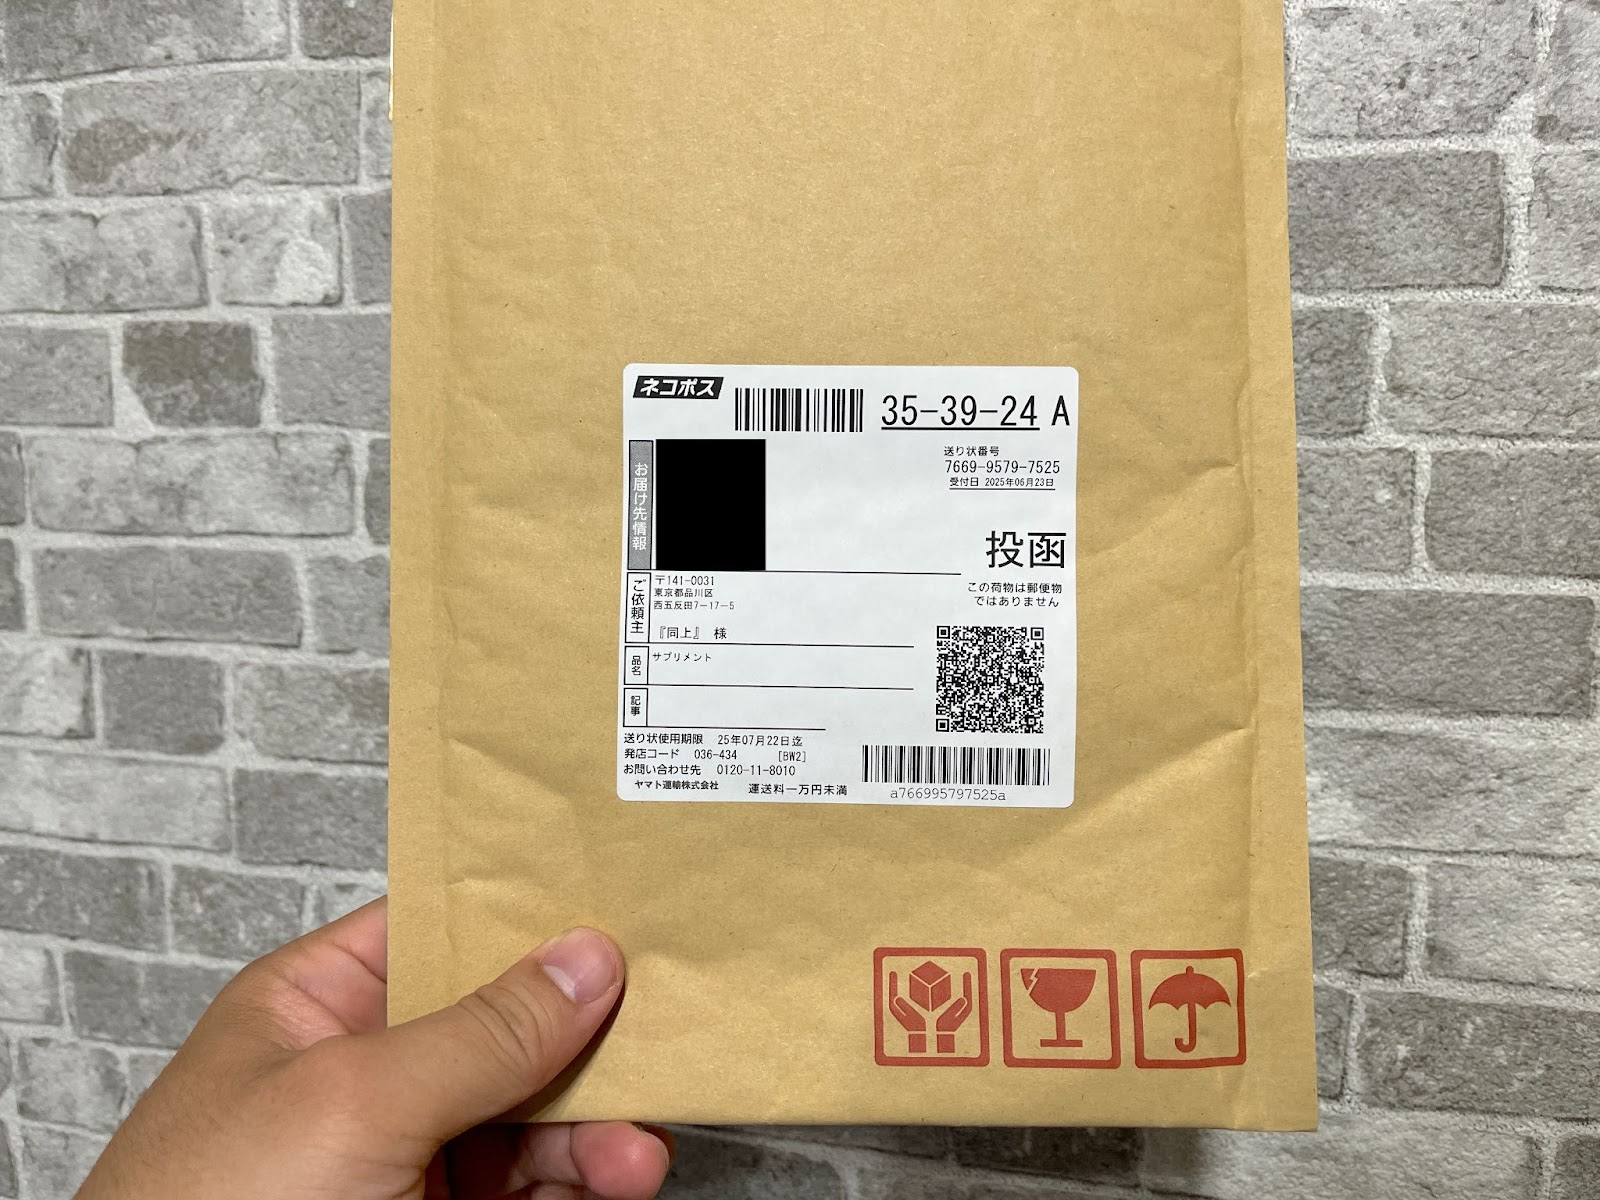 ネコポス
35-39-24 A
お届け先情報
送り状番号
7669-9579-7525
受付日 2025年06月23日
投函
この荷物は郵便物
ではありません
ご依頼主
〒141-0031
東京都品川区
西五反田7-17-5
『同上』 様
品名
サプリメント
記事
送り状使用期限 25年07月22日迄
発店コード 036-434 [BW2]
お問い合わせ先 0120-11-8010
ヤマト運輸株式会社 運送料一万円未満
a766995797525a